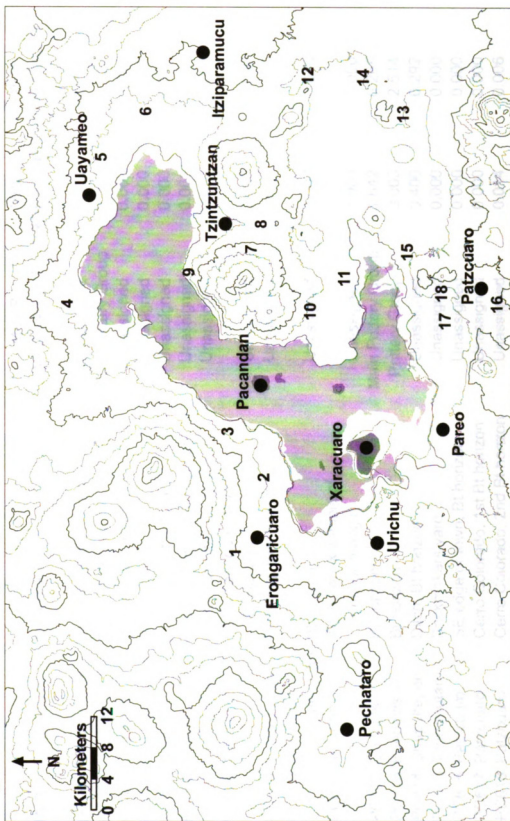 N
Kilometers
0 4 8 12
4
Uayameo
5
6
9
Tzintzuntzan
Itziparamucu
3
1
Pacandan
7
8
2
Erongaricuaro
10
12
Xaracuaro
11
14
Pechataro
Urichu
13
15
18
17
Pareo
Patzcuaro
16